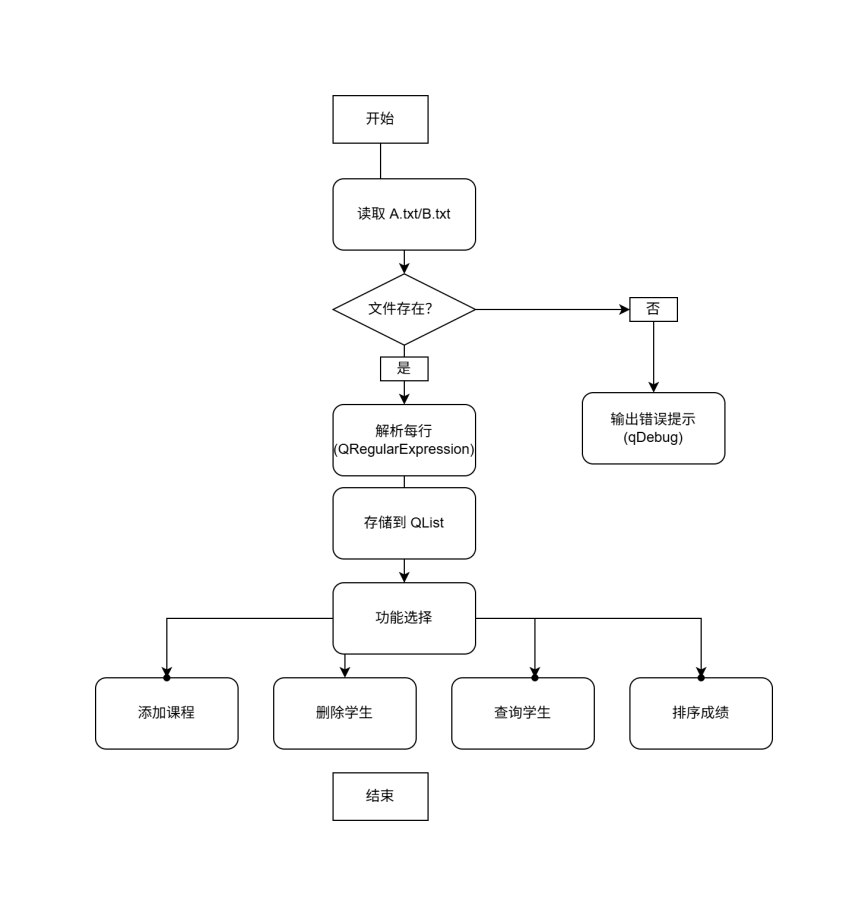 开始
读取 A.txt/B.txt
文件存在？
否
是
输出错误提示
(qDebug)
解析每行
(QRegularExpression)
存储到 QList
功能选择
添加课程
删除学生
查询学生
排序成绩
结束